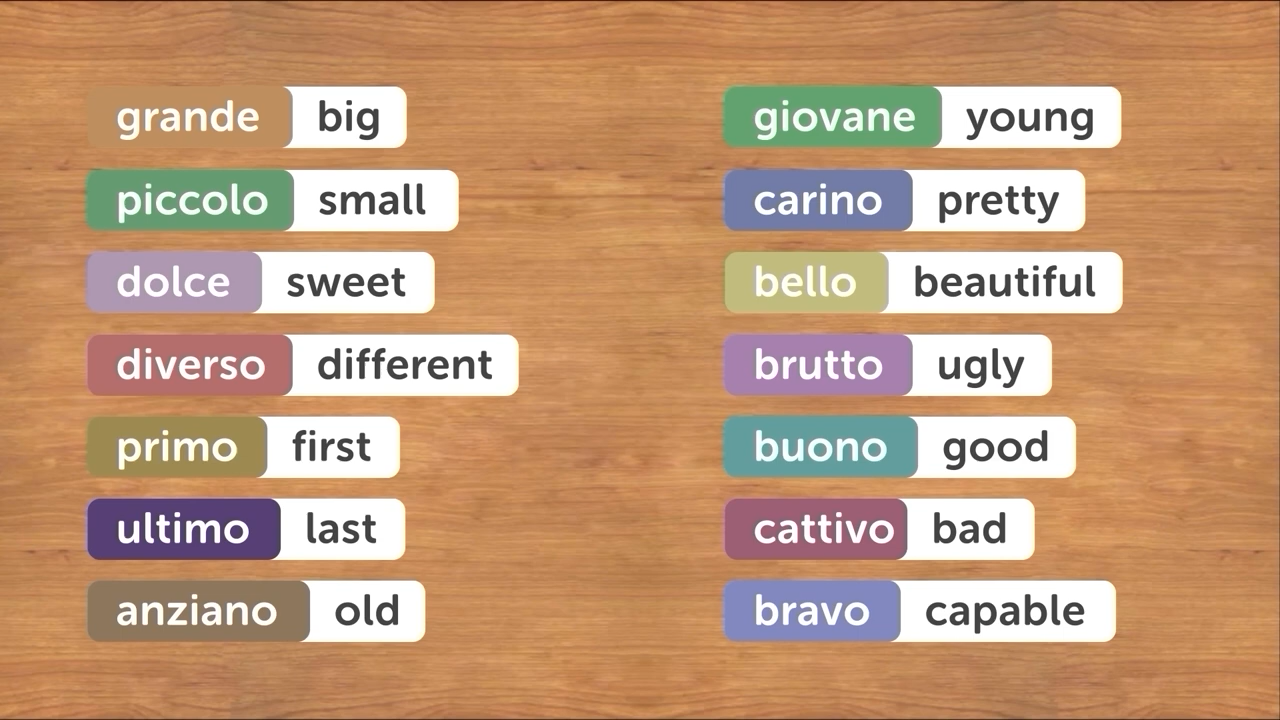 grande big
piccolo small
dolce sweet
diverso different
primo first
ultimo last
anziano old
giovane young
carino pretty
bello beautiful
brutto ugly
buono good
cattivo bad
bravo capable